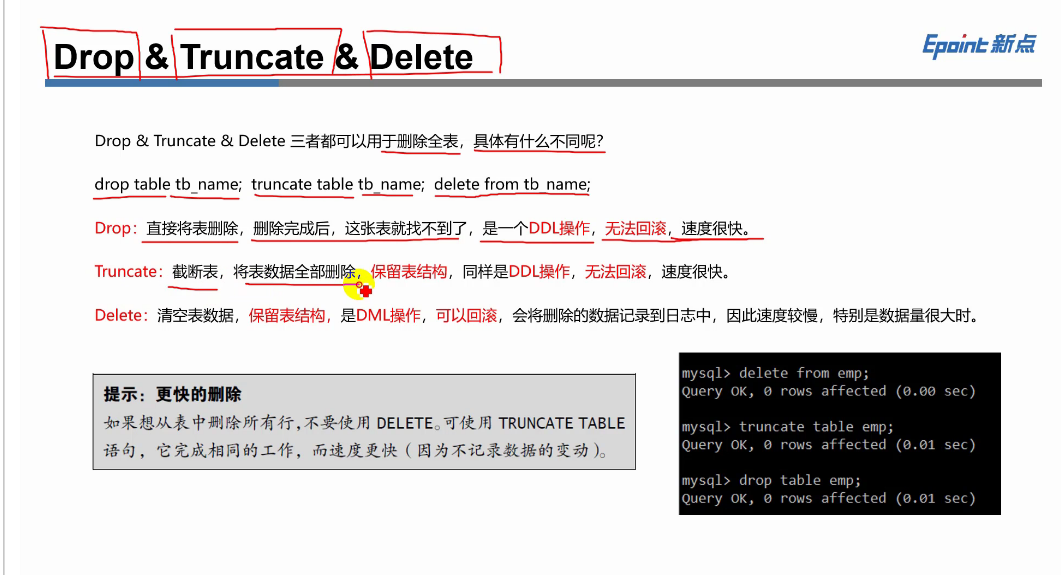 Drop & Truncate & Delete
Epoint 新点
Drop & Truncate & Delete 三者都可以用于删除全表，具体有什么不同呢？
drop table tb_name; truncate table tb_name; delete from tb_name;
Drop：直接将表删除，删除完成后，这张表就找不到了，是一个DDL操作，无法回滚，速度很快。
Truncate：截断表，将表数据全部删除，保留表结构，同样是DDL操作，无法回滚，速度很快。
Delete：清空表数据，保留表结构，是DML操作，可以回滚，会将删除的数据记录到日志中，因此速度较慢，特别是数据量很大时。
提示：更快的删除
如果想从表中删除所有行，不要使用 DELETE。可使用 TRUNCATE TABLE
语句，它完成相同的工作，而速度更快（因为不记录数据的变动）。
mysql> delete from emp;
Query OK, 0 rows affected (0.00 sec)
mysql> truncate table emp;
Query OK, 0 rows affected (0.01 sec)
mysql> drop table emp;
Query OK, 0 rows affected (0.01 sec)